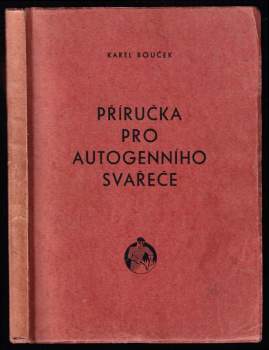 KAREL BOUČEK
PŘÍRUČKA
PRO
AUTOGENNÍHO
SVAŘEČE